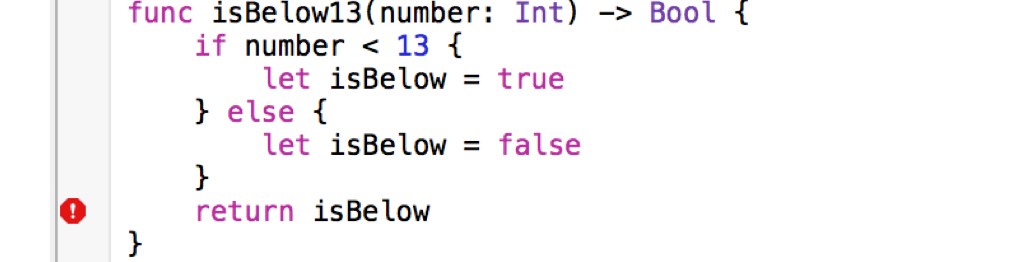 func isBelow13(number: Int) -> Bool {
    if number < 13 {
        let isBelow = true
    } else {
        let isBelow = false
    }
    return isBelow
}